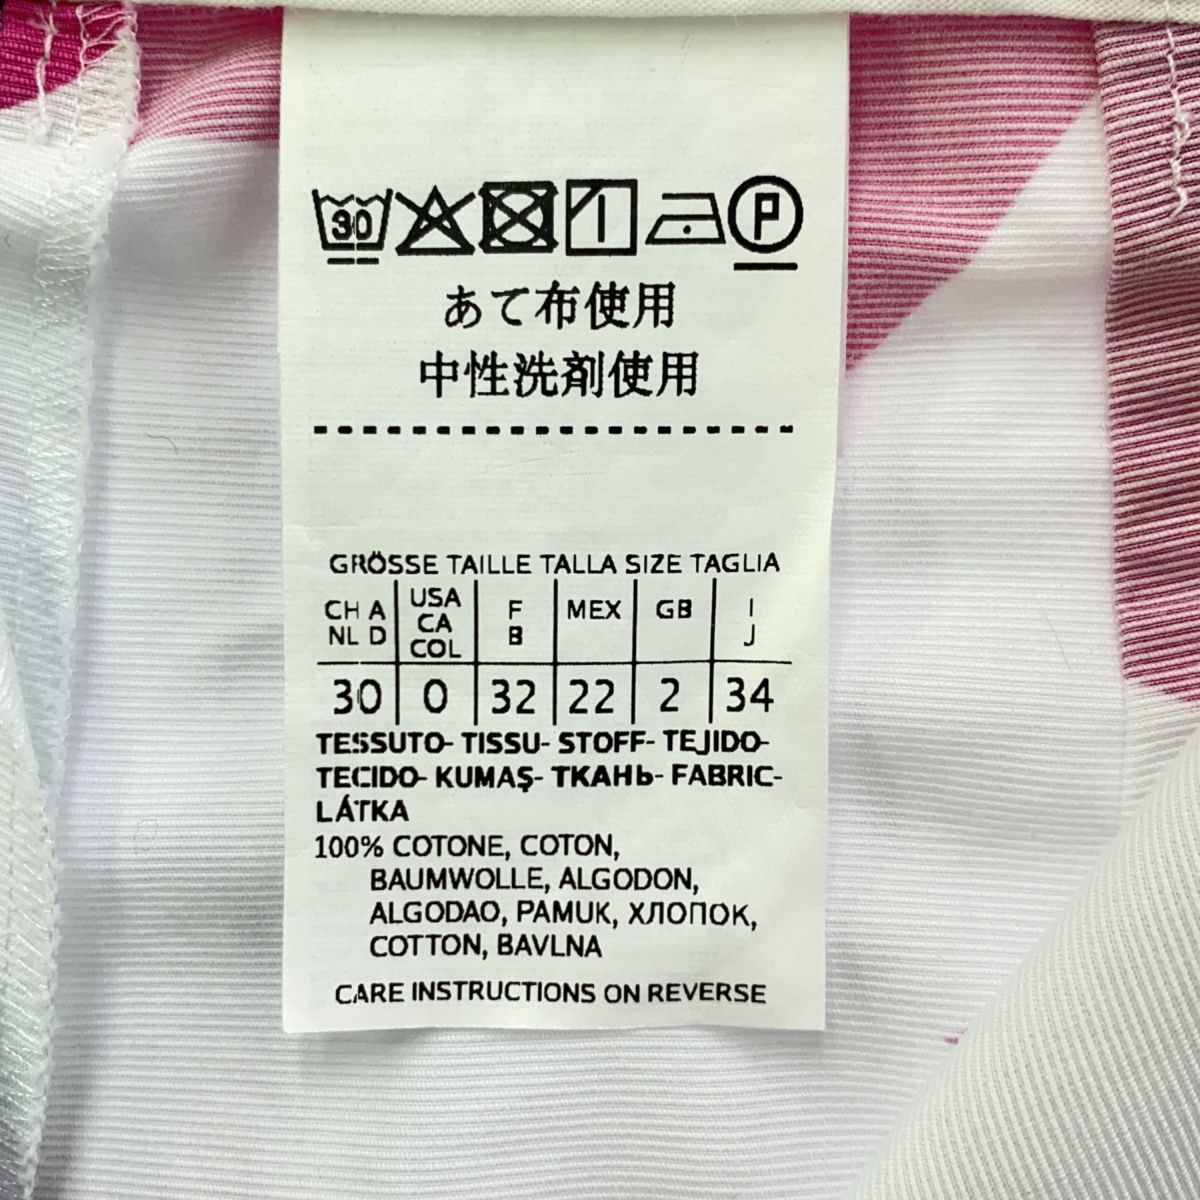 30 P
あて布使用
中性洗剤使用
GRÖSSE TAILLE TALLA SIZE TAGLIA
CH A NL D USA CA COL F B MEX GB I J
30 0 32 22 2 34
TESSUTO- TISSU- STOFF- TEJIDO-
TECIDO- KUMAŞ- ТКАНЬ- FABRIC-
LÁTKA
100% COTONE, COTON,
BAUMWOLLE, ALGODON,
ALGODAO, PAMUK, ХЛОПОК,
COTTON, BAVLNA
CARE INSTRUCTIONS ON REVERSE